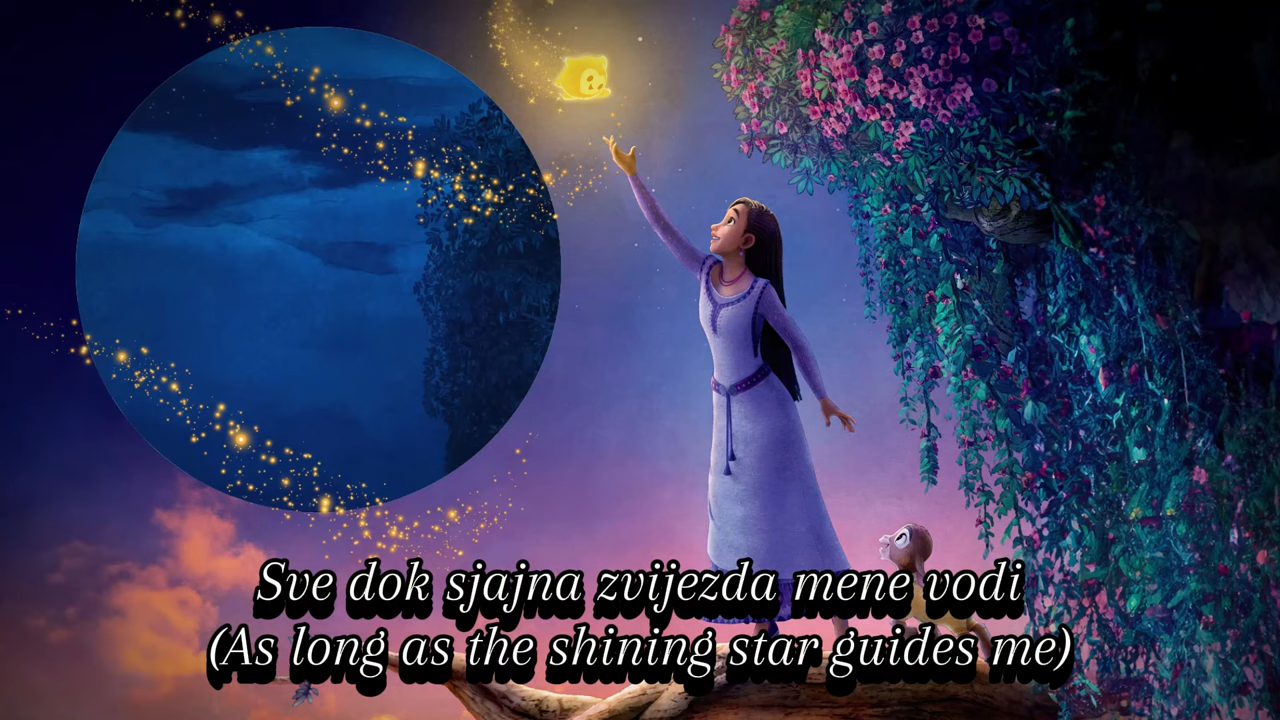 Sve dok sjajna zvijezda mene vodi
(As long as the shining star guides me)